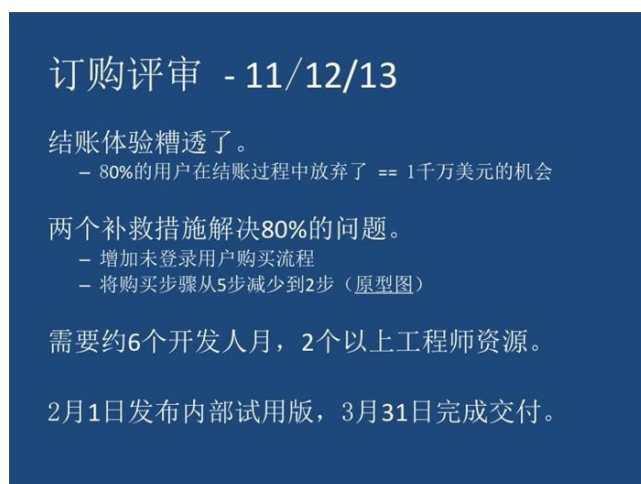 订购评审 - 11/12/13
结账体验糟透了。
– 80%的用户在结账过程中放弃了 == 1千万美元的机会
两个补救措施解决80%的问题。
– 增加未登录用户购买流程
– 将购买步骤从5步减少到2步（原型图）
需要约6个开发人月，2个以上工程师资源。
2月1日发布内部试用版，3月31日完成交付。